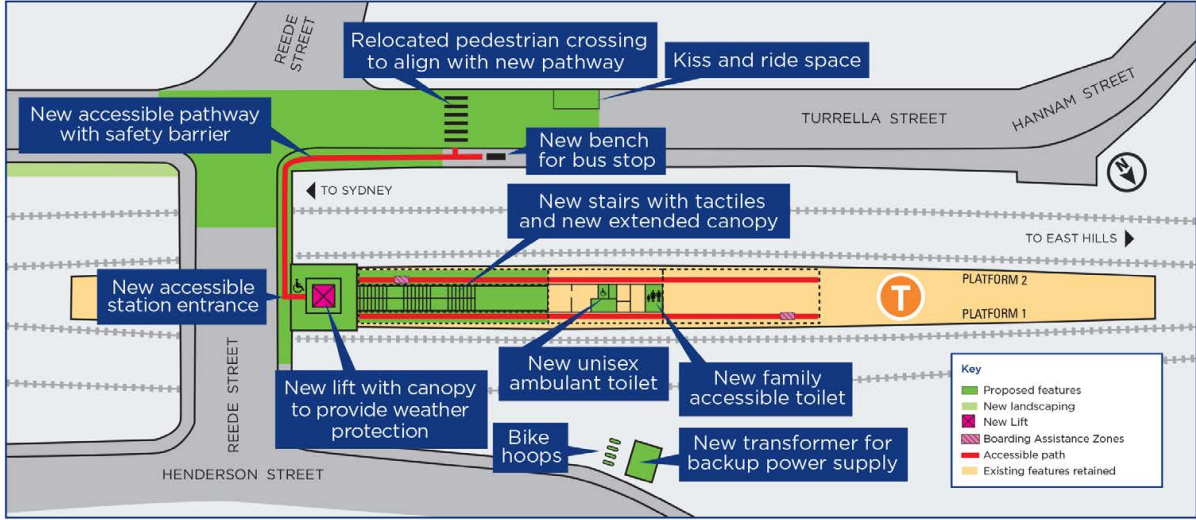 REEDE
STREET
Relocated pedestrian crossing
to align with new pathway
Kiss and ride space
New accessible pathway
with safety barrier
TURRELLA STREET
HANNAM STREET
New bench
for bus stop
N
TO SYDNEY
New stairs with tactiles
and new extended canopy
TO EAST HILLS
New accessible
station entrance
PLATFORM 2
T
PLATFORM 1
REEDE STREET
New lift with canopy
to provide weather
protection
New unisex
ambulant toilet
New family
accessible toilet
Bike
hoops
New transformer for
backup power supply
HENDERSON STREET
Key
Proposed features
New landscaping
New Lift
Boarding Assistance Zones
Accessible path
Existing features retained